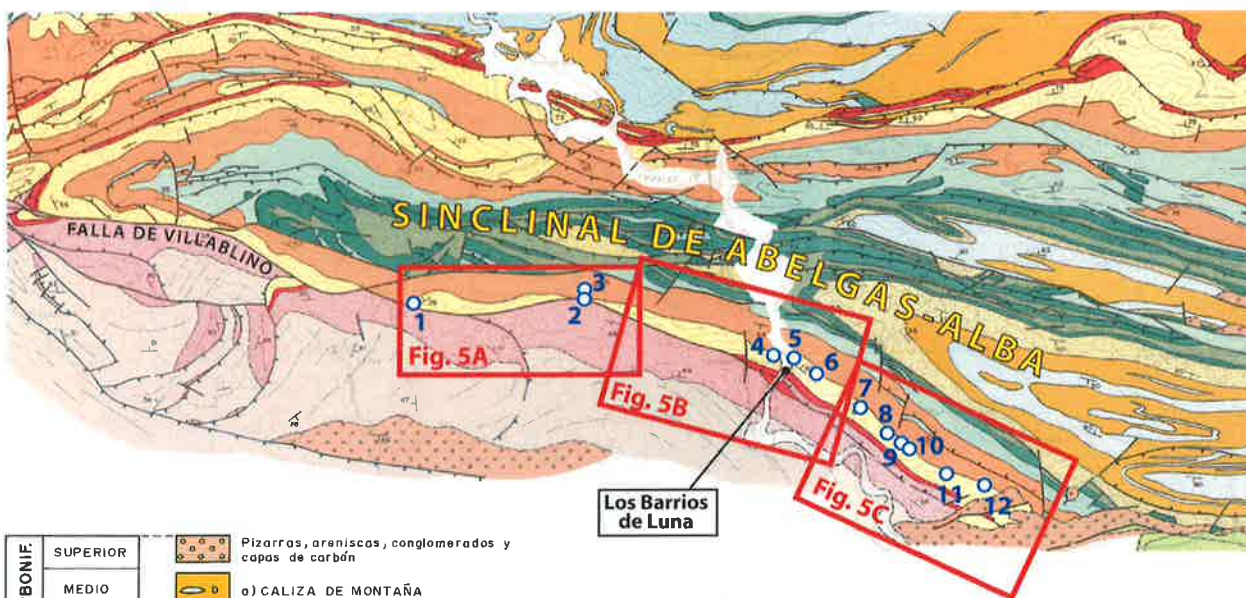 SINCLINAL DE ABELGAS-ALBA
FALLA DE VILLABLINO
1
2
3
Fig. 5A
4
5
6
Fig. 5B
7
8
9
10
11
12
Fig. 5C
Los Barrios
de Luna
BONIF.
SUPERIOR
MEDIO
Pizarras, areniscas, conglomerados y
capas de carbón
b
a) CALIZA DE MONTAÑA